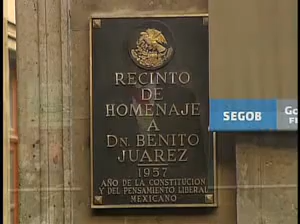 RECINTO DE
HOMENAJE
A
Dn. BENITO
JUAREZ
1957
AÑO DE LA CONSTITUCION
Y DEL PENSAMIENTO LIBERAL
MEXICANO
SEGOB